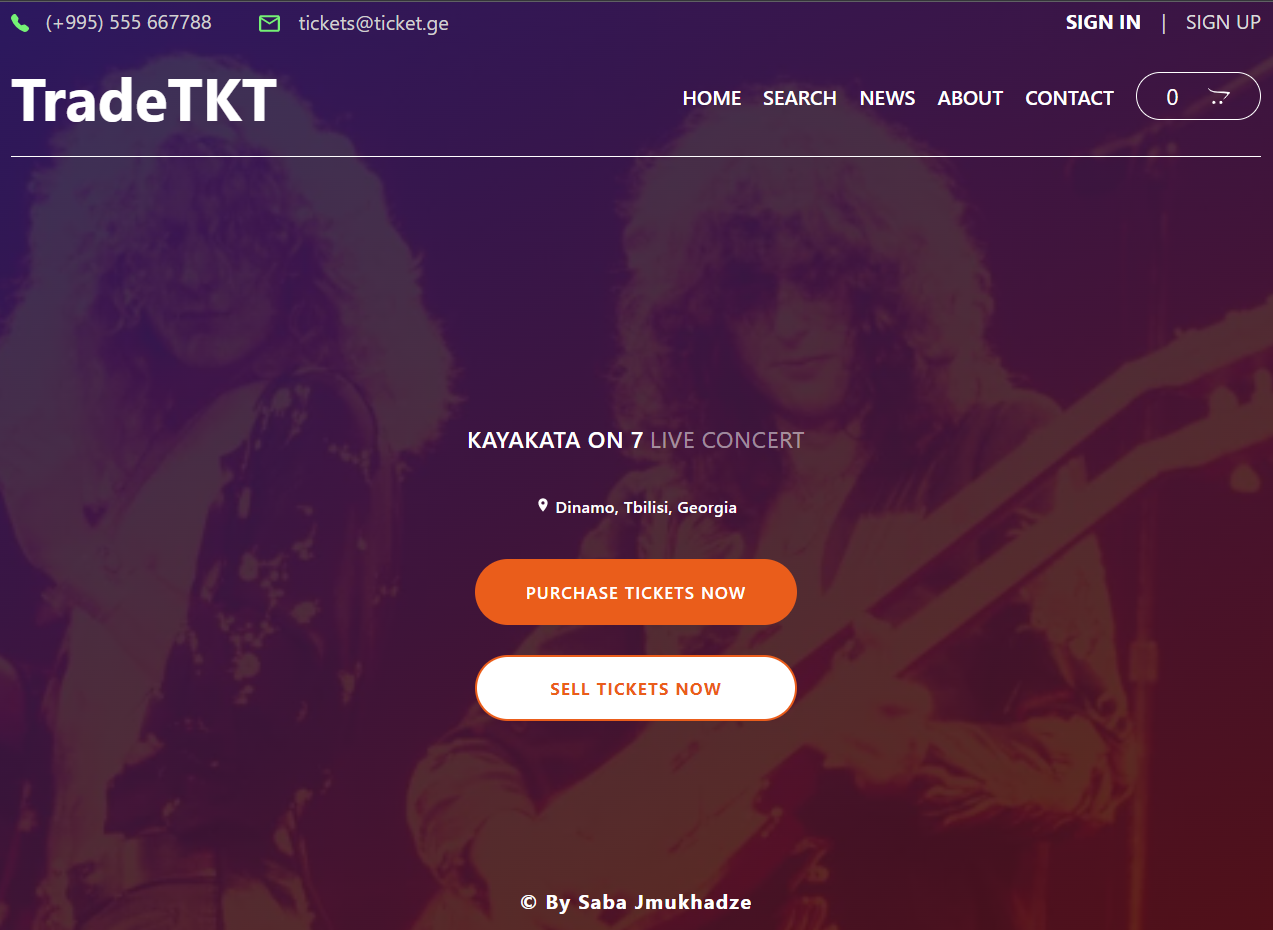 (+995) 555 667788 tickets@ticket.ge SIGN IN | SIGN UP
TradeTKT HOME SEARCH NEWS ABOUT CONTACT 0
KAYAKATA ON 7 LIVE CONCERT
Dinamo, Tbilisi, Georgia
PURCHASE TICKETS NOW
SELL TICKETS NOW
© By Saba Jmukhadze